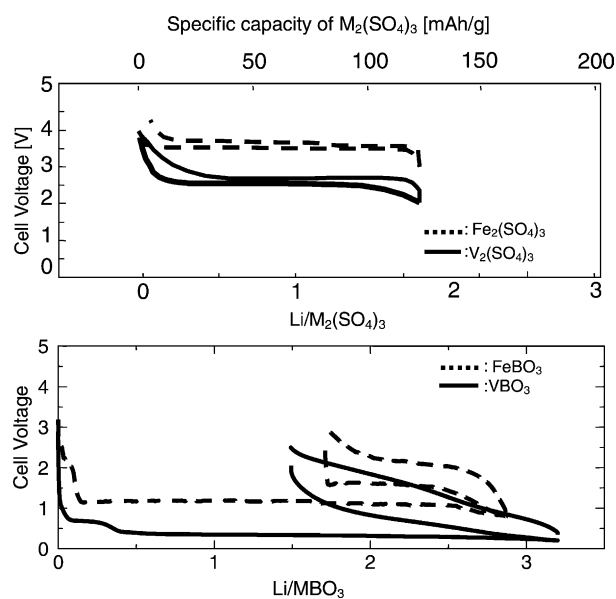 Specific capacity of M₂(SO₄)₃ [mAh/g]
0 50 100 150 200
5
4
3
2
1
0
Cell Voltage [V]
: Fe₂(SO₄)₃
:V₂(SO₄)₃
0 1 2 3
Li/M₂(SO₄)₃
5
4
3
2
1
0
Cell Voltage
: FeBO₃
: VBO₃
0 1 2 3
Li/MBO₃